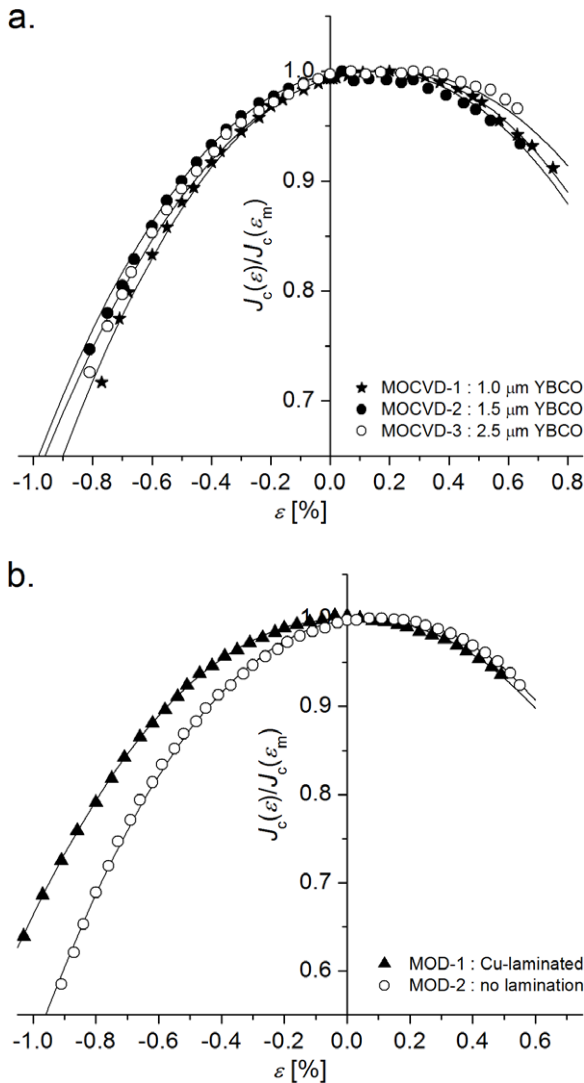 a.
1.0
0.9
0.8
0.7
Jc(ε)/Jc(εm)
★ MOCVD-1 : 1.0 μm YBCO
● MOCVD-2 : 1.5 μm YBCO
○ MOCVD-3 : 2.5 μm YBCO
-1.0 -0.8 -0.6 -0.4 -0.2 0.0 0.2 0.4 0.6 0.8
ε [%]
b.
1.0
0.9
0.8
0.7
0.6
Jc(ε)/Jc(εm)
▲ MOD-1 : Cu-laminated
○ MOD-2 : no lamination
-1.0 -0.8 -0.6 -0.4 -0.2 0.0 0.2 0.4 0.6
ε [%]